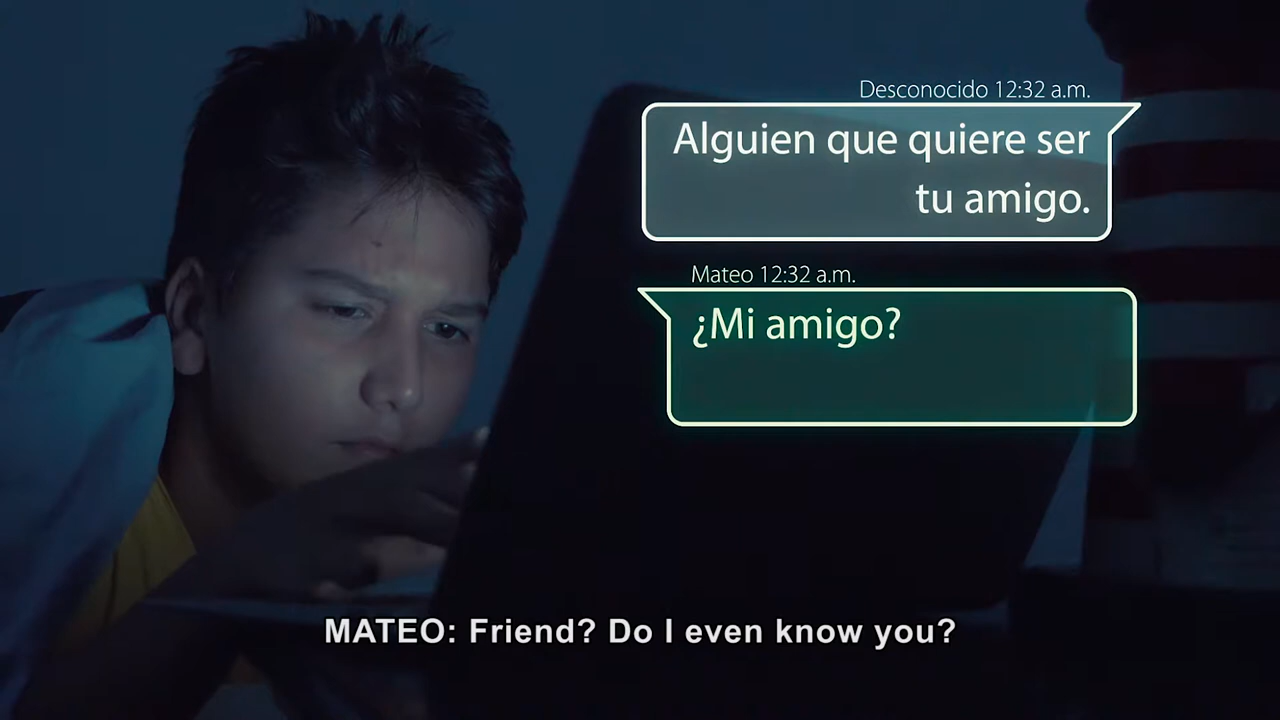 Desconocido 12:32 a.m.
Alguien que quiere ser
tu amigo.
Mateo 12:32 a.m.
¿Mi amigo?
MATEO: Friend? Do I even know you?